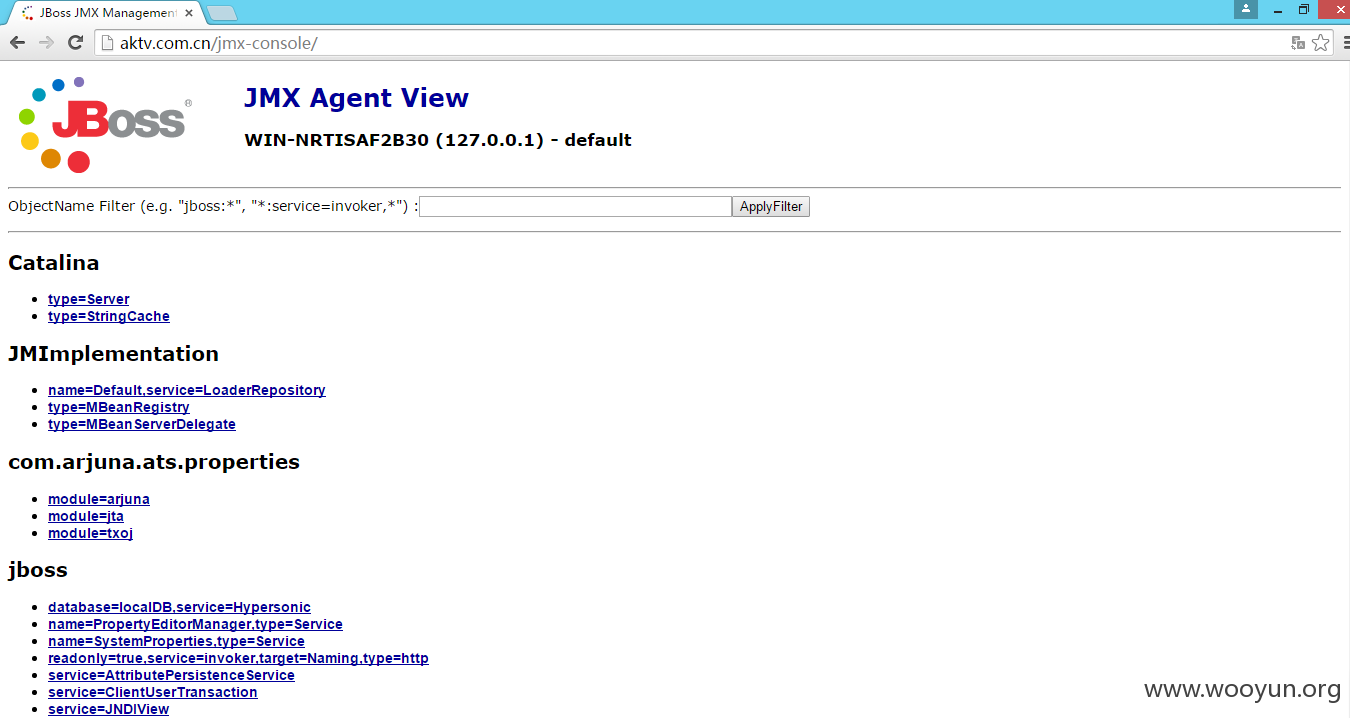 JBoss JMX Management
aktv.com.cn/jmx-console/
JBoss®
JMX Agent View
WIN-NRTISAF2B30 (127.0.0.1) - default
ObjectName Filter (e.g. "jboss:*", "*:service=invoker,*") : ApplyFilter
Catalina
type=Server
type=StringCache
JMImplementation
name=Default,service=LoaderRepository
type=MBeanRegistry
type=MBeanServerDelegate
com.arjuna.ats.properties
module=arjuna
module=jta
module=txoj
jboss
database=localDB,service=Hypersonic
name=PropertyEditorManager,type=Service
name=SystemProperties,type=Service
readonly=true,service=invoker,target=Naming,type=http
service=AttributePersistenceService
service=ClientUserTransaction
service=JNDIView
www.wooyun.org